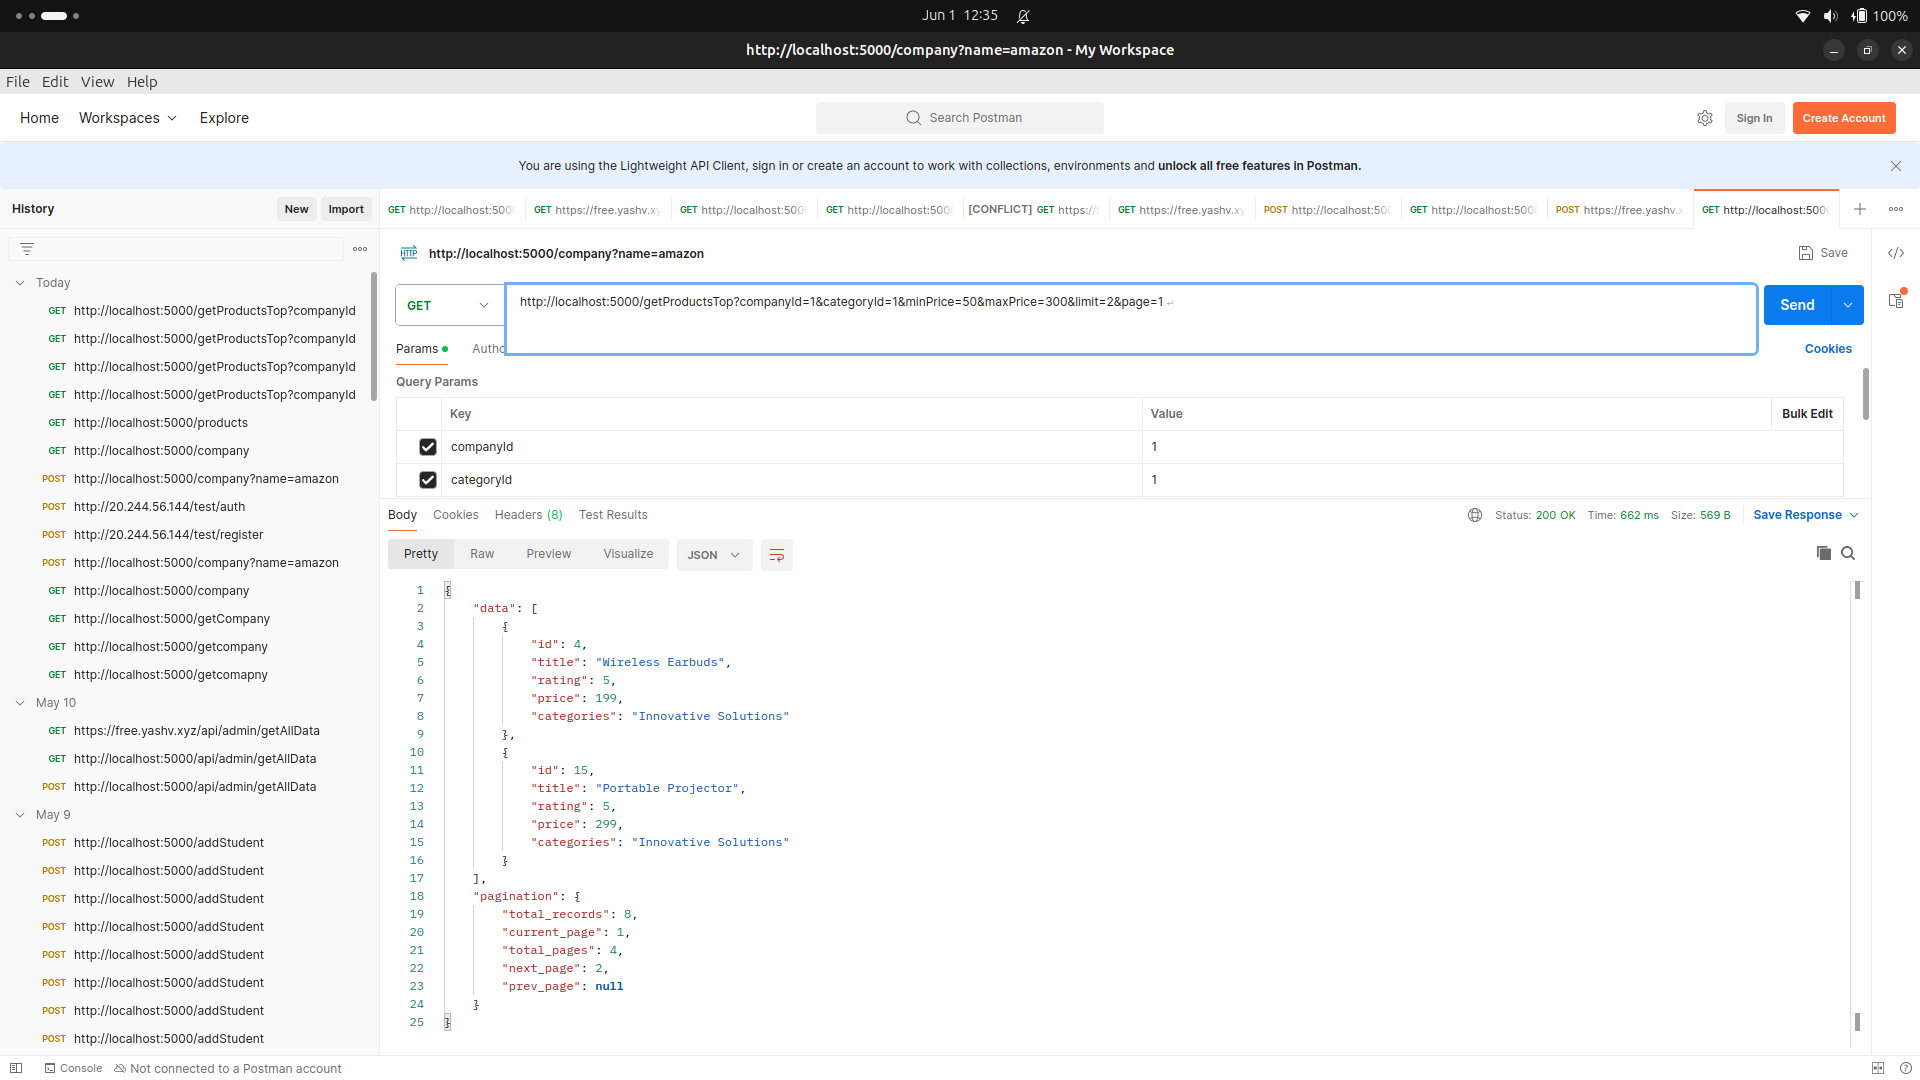 Jun 1 12:35
100%
http://localhost:5000/company?name=amazon - My Workspace
File Edit View Help
Home Workspaces Explore
Search Postman
Sign In
Create Account
You are using the Lightweight API Client, sign in or create an account to work with collections, environments and unlock all free features in Postman.
History
New
Import
GET http://localhost:500
GET https://free.yashv.xy
GET http://localhost:500
GET http://localhost:500
[CONFLICT] GET https://f
GET https://free.yashv.xy
POST http://localhost:500
GET http://localhost:500
POST https://free.yashv.x
GET http://localhost:500
Today
GET http://localhost:5000/getProductsTop?companyId
GET http://localhost:5000/getProductsTop?companyId
GET http://localhost:5000/getProductsTop?companyId
GET http://localhost:5000/getProductsTop?companyId
GET http://localhost:5000/products
GET http://localhost:5000/company
POST http://localhost:5000/company?name=amazon
POST http://20.244.56.144/test/auth
POST http://20.244.56.144/test/register
POST http://localhost:5000/company?name=amazon
GET http://localhost:5000/company
GET http://localhost:5000/getCompany
GET http://localhost:5000/getcompany
GET http://localhost:5000/getcomapny
May 10
GET https://free.yashv.xyz/api/admin/getAllData
GET http://localhost:5000/api/admin/getAllData
POST http://localhost:5000/api/admin/getAllData
May 9
POST http://localhost:5000/addStudent
POST http://localhost:5000/addStudent
POST http://localhost:5000/addStudent
POST http://localhost:5000/addStudent
POST http://localhost:5000/addStudent
POST http://localhost:5000/addStudent
POST http://localhost:5000/addStudent
POST http://localhost:5000/addStudent
HTTP http://localhost:5000/company?name=amazon
Save
GET
http://localhost:5000/getProductsTop?companyId=1&categoryId=1&minPrice=50&maxPrice=300&limit=2&page=1
Send
Params
Autho
Cookies
Query Params
Key Value Bulk Edit
companyId 1
categoryId 1
Body Cookies Headers (8) Test Results
Status: 200 OK Time: 662 ms Size: 569 B
Save Response
Pretty Raw Preview Visualize JSON
1 {
2 "data": [
3 {
4 "id": 4,
5 "title": "Wireless Earbuds",
6 "rating": 5,
7 "price": 199,
8 "categories": "Innovative Solutions"
9 },
10 {
11 "id": 15,
12 "title": "Portable Projector",
13 "rating": 5,
14 "price": 299,
15 "categories": "Innovative Solutions"
16 }
17 ],
18 "pagination": {
19 "total_records": 8,
20 "current_page": 1,
21 "total_pages": 4,
22 "next_page": 2,
23 "prev_page": null
24 }
25 }
Console
Not connected to a Postman account